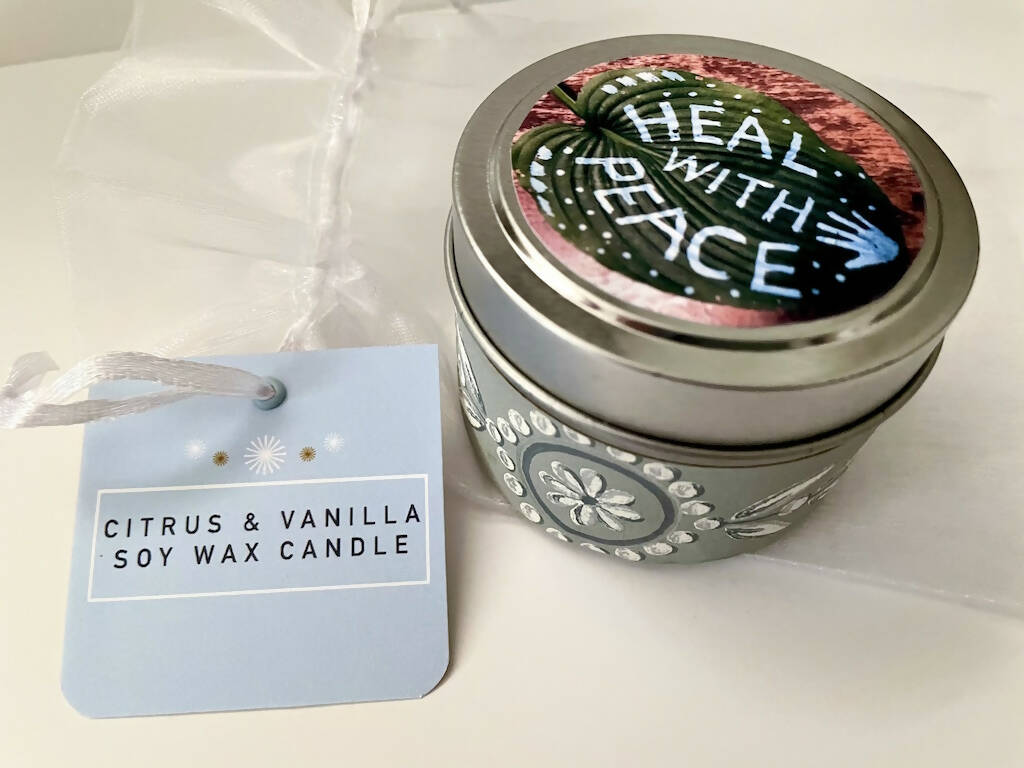 HEAL
WITH
PEACE
CITRUS & VANILLA
SOY WAX CANDLE